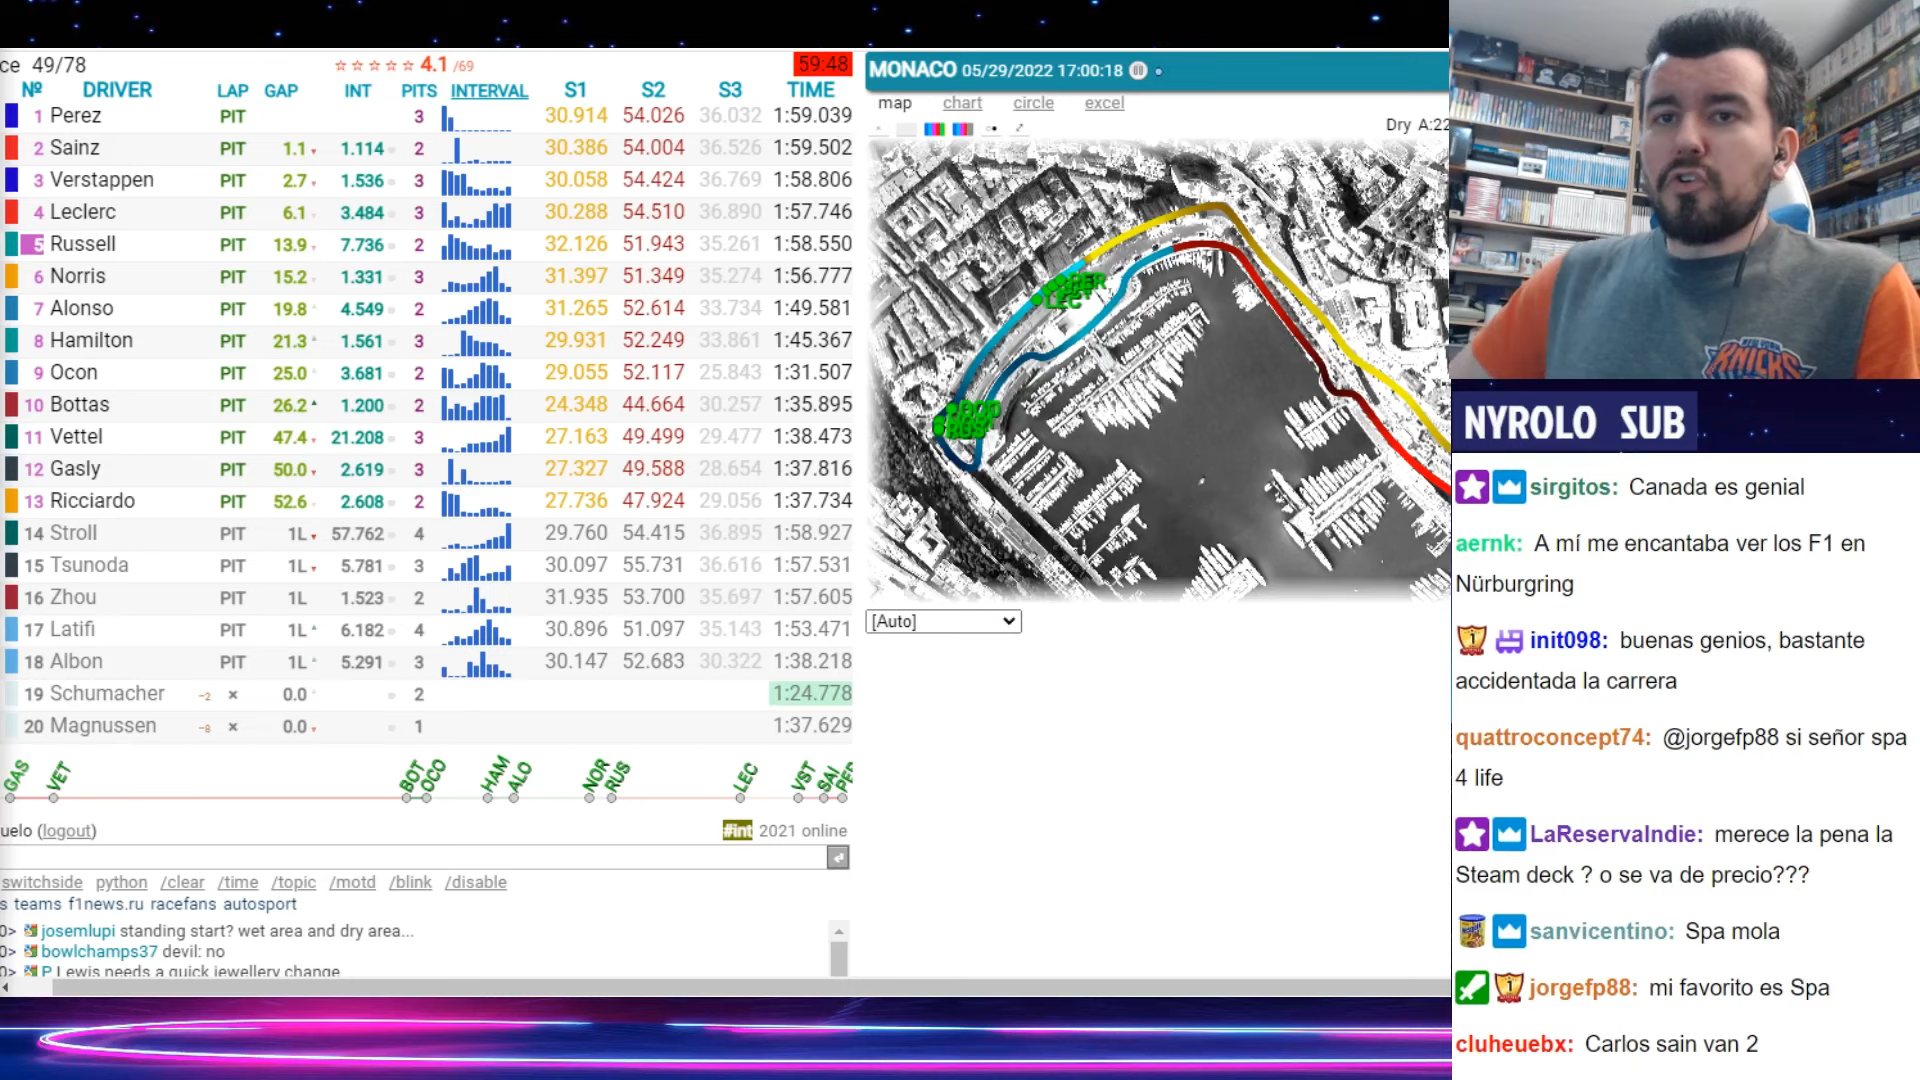 ce 49/78 ☆☆☆☆☆ 4.1 /69 59:48
Nº DRIVER LAP GAP INT PITS INTERVAL S1 S2 S3 TIME
1 Perez PIT 3 30.914 54.026 36.032 1:59.039
2 Sainz PIT 1.1 1.114 2 30.386 54.004 36.526 1:59.502
3 Verstappen PIT 2.7 1.536 3 30.058 54.424 36.769 1:58.806
4 Leclerc PIT 6.1 3.484 3 30.288 54.510 36.890 1:57.746
5 Russell PIT 13.9 7.736 2 32.126 51.943 35.261 1:58.550
6 Norris PIT 15.2 1.331 3 31.397 51.349 35.274 1:56.777
7 Alonso PIT 19.8 4.549 2 31.265 52.614 33.734 1:49.581
8 Hamilton PIT 21.3 1.561 3 29.931 52.249 33.861 1:45.367
9 Ocon PIT 25.0 3.681 2 29.055 52.117 25.843 1:31.507
10 Bottas PIT 26.2 1.200 2 24.348 44.664 30.257 1:35.895
11 Vettel PIT 47.4 21.208 3 27.163 49.499 29.477 1:38.473
12 Gasly PIT 50.0 2.619 3 27.327 49.588 28.654 1:37.816
13 Ricciardo PIT 52.6 2.608 2 27.736 47.924 29.056 1:37.734
14 Stroll PIT 1L 57.762 4 29.760 54.415 36.895 1:58.927
15 Tsunoda PIT 1L 5.781 3 30.097 55.731 36.616 1:57.531
16 Zhou PIT 1L 1.523 2 31.935 53.700 35.697 1:57.605
17 Latifi PIT 1L 6.182 4 30.896 51.097 35.143 1:53.471
18 Albon PIT 1L 5.291 3 30.147 52.683 30.322 1:38.218
19 Schumacher -2 × 0.0 2 1:24.778
20 Magnussen -8 × 0.0 1 1:37.629
GAS VET BOT OCO HAM ALO NOR RUS LEC VST SAI PER
uelo (logout) #int 2021 online
switchside python /clear /time /topic /motd /blink /disable
s teams f1news.ru racefans autosport
0> josemlupi standing start? wet area and dry area...
0> bowlchamps37 devil: no
0> P Lewis needs a quick jewellery change
MONACO 05/29/2022 17:00:18
map chart circle excel
Dry A:22
PER
LEC
[Auto]
KNICKS
NYROLO SUB
sirgitos: Canada es genial
aernk: A mí me encantaba ver los F1 en
Nürburgring
init098: buenas genios, bastante
accidentada la carrera
quattroconcept74: @jorgefp88 si señor spa
4 life
LaReservaIndie: merece la pena la
Steam deck ? o se va de precio???
sanvicentino: Spa mola
jorgefp88: mi favorito es Spa
cluheuebx: Carlos sain van 2